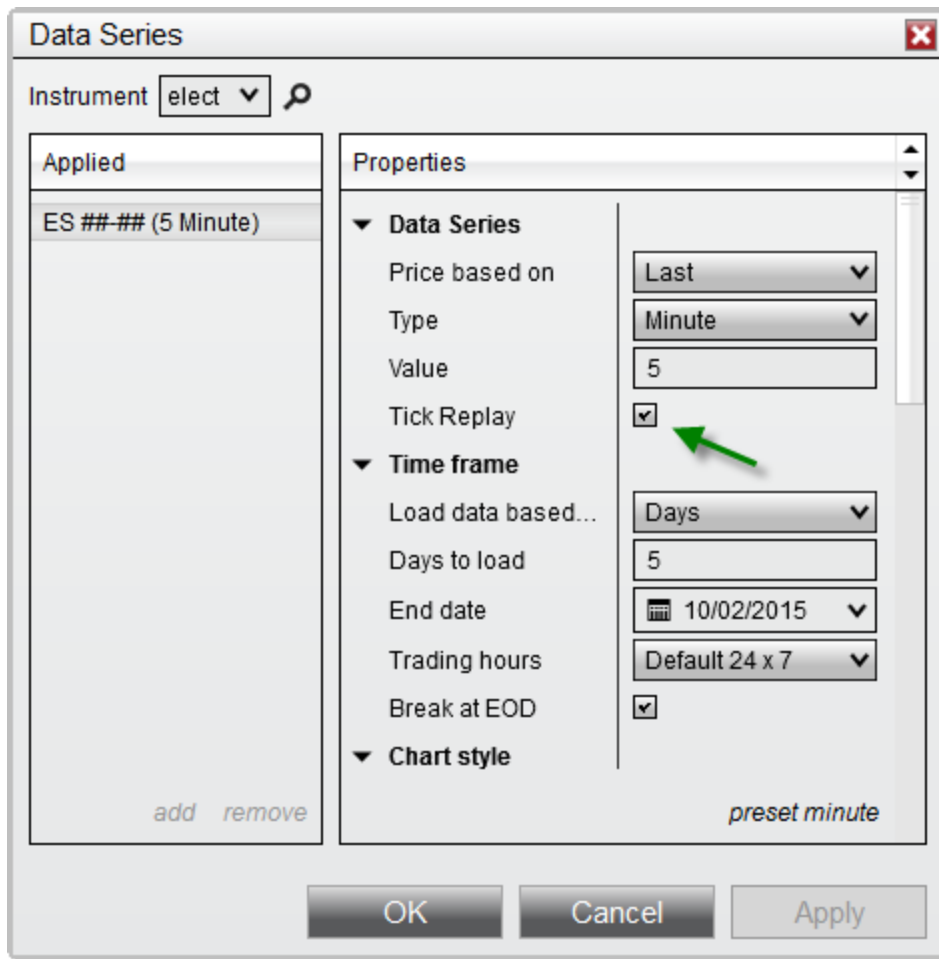 Data Series
Instrument elect
Applied
ES ##-## (5 Minute)
add remove
Properties
Data Series
Price based on Last
Type Minute
Value 5
Tick Replay
Time frame
Load data based... Days
Days to load 5
End date 10/02/2015
Trading hours Default 24 x 7
Break at EOD
Chart style
preset minute
OK Cancel Apply